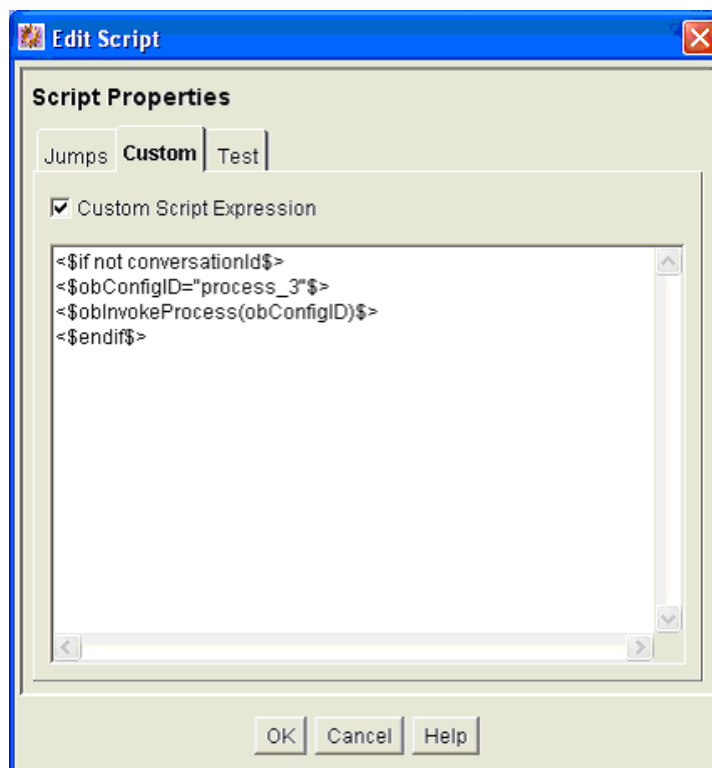 Edit Script
Script Properties
Jumps Custom Test
Custom Script Expression
<$if not conversationId$>
<$obConfigID="process_3"$>
<$obInvokeProcess(obConfigID)$>
<$endif$>
OK Cancel Help